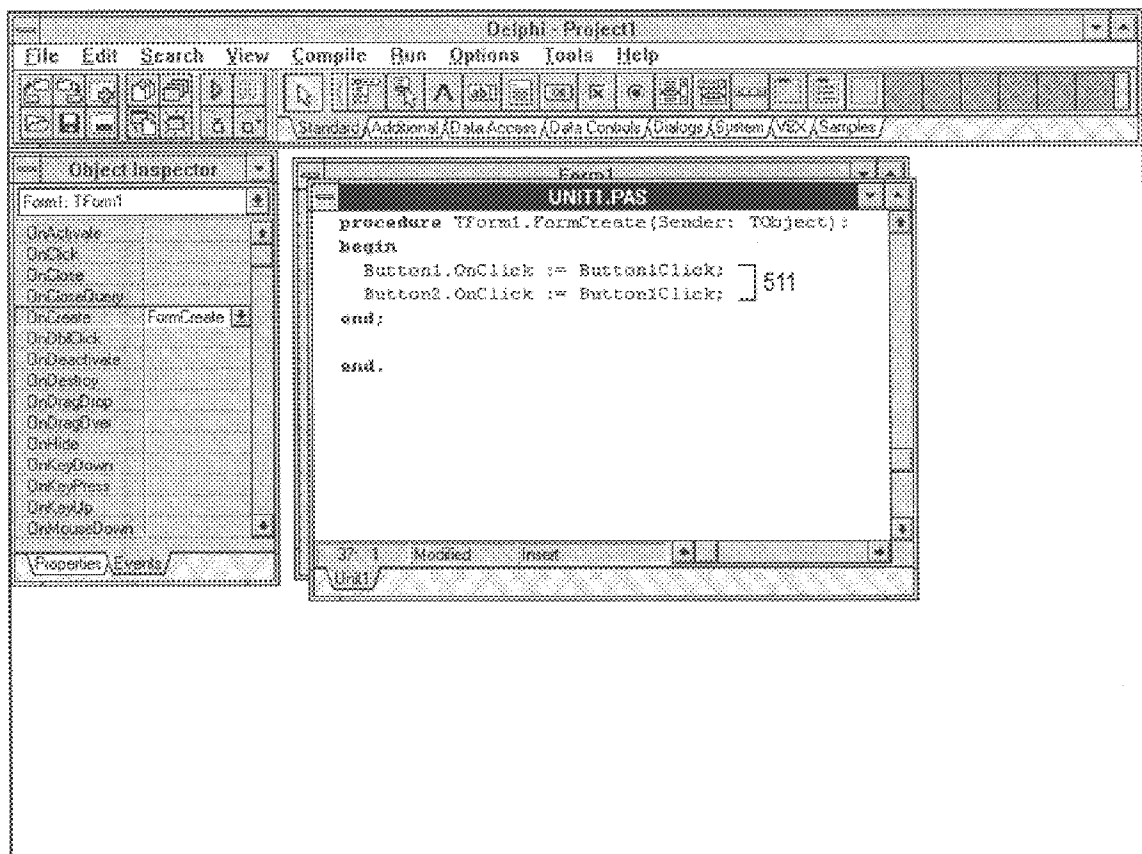 Delphi - Project1
File Edit Search View Compile Run Options Tools Help
Standard Additional Data Access Data Controls Dialogs System VBX Samples
Object Inspector
Form1: TForm1
OnActivate
OnClick
OnClose
OnCloseQuery
OnCreate FormCreate
OnDblClick
OnDeactivate
OnDestroy
OnDragDrop
OnDragOver
OnHide
OnKeyDown
OnKeyPress
OnKeyUp
OnMouseDown
Properties Events
Form1
UNIT1.PAS
procedure TForm1.FormCreate(Sender: TObject);
begin
Button1.OnClick := Button1Click;
Button2.OnClick := Button1Click;
511
end;
end.
37: 1 Modified Insert
Unit1